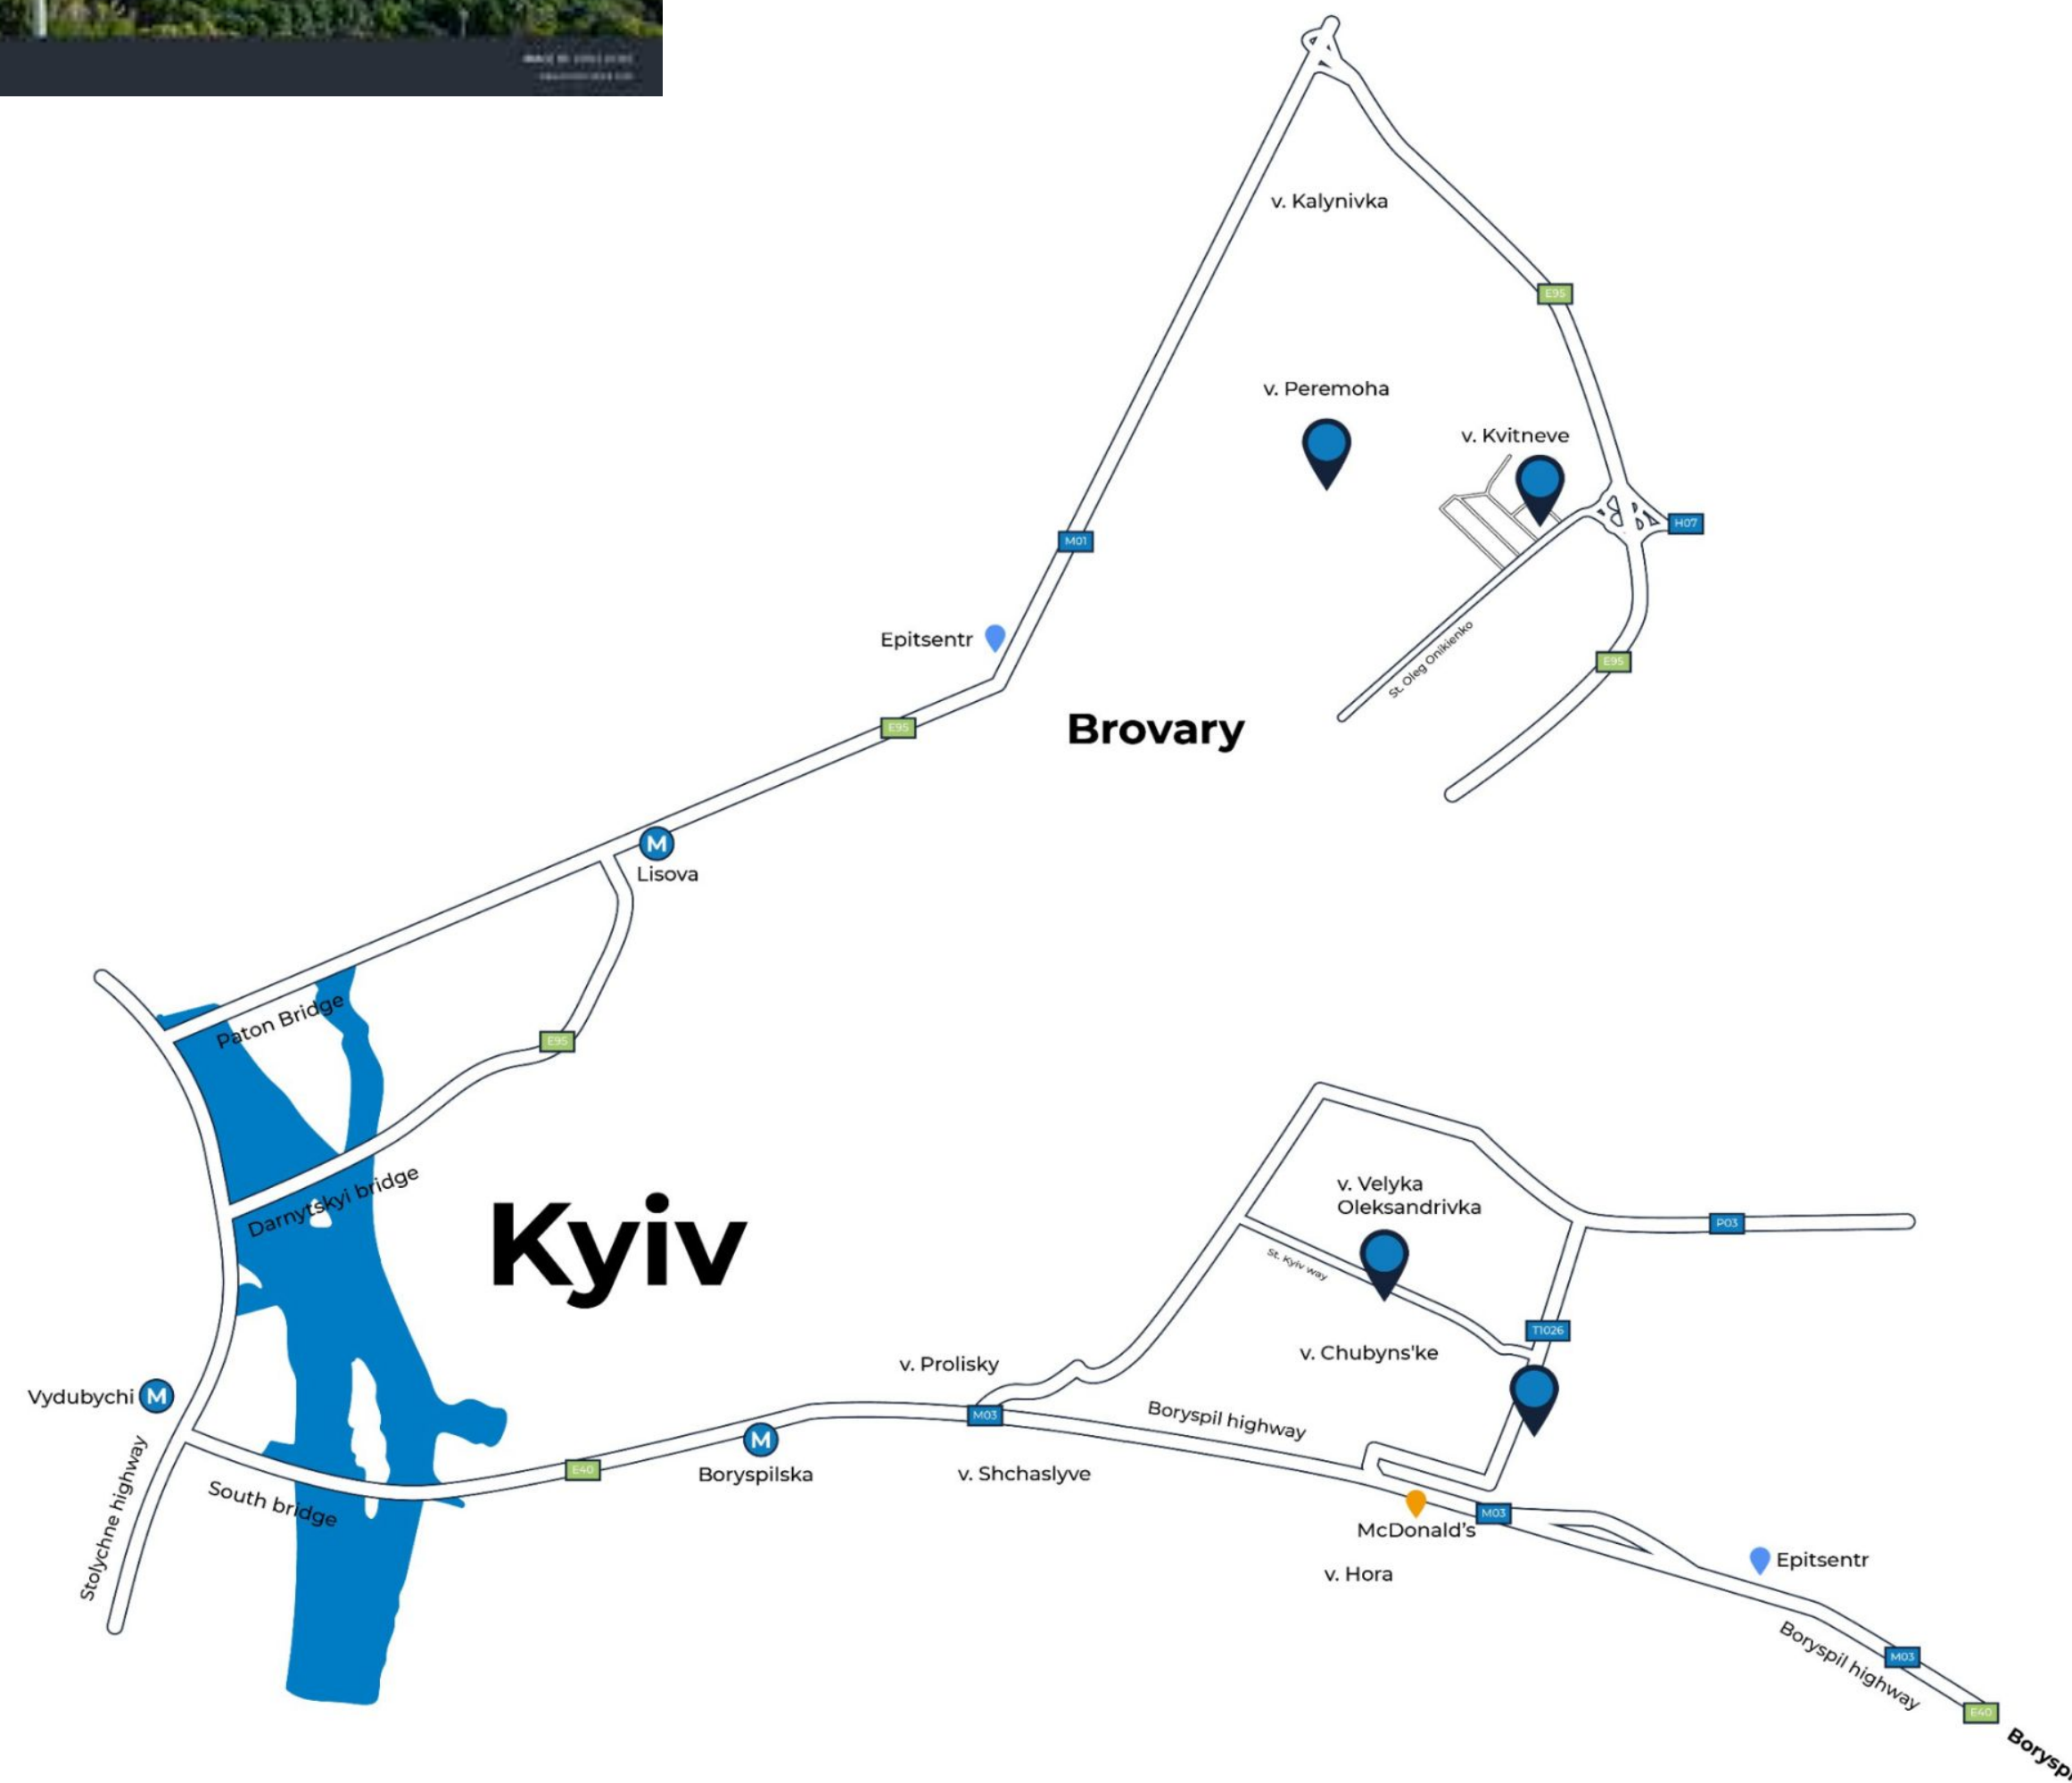 v. Kalynivka
E95
v. Peremoha
v. Kvitneve
H07
M01
St. Oleg Onikienko
Epitsentr
E95
E95
Brovary
M
Lisova
Paton Bridge
E95
Darnytskyi bridge
Kyiv
v. Velyka
Oleksandrivka
P03
St. Kyiv way
T1026
v. Chubyns'ke
v. Prolisky
Vydubychi
M
M03
Boryspil highway
M
Boryspilska
E40
v. Shchaslyve
South bridge
Stolychne highway
M03
McDonald's
v. Hora
Epitsentr
Boryspil highway
M03
E40